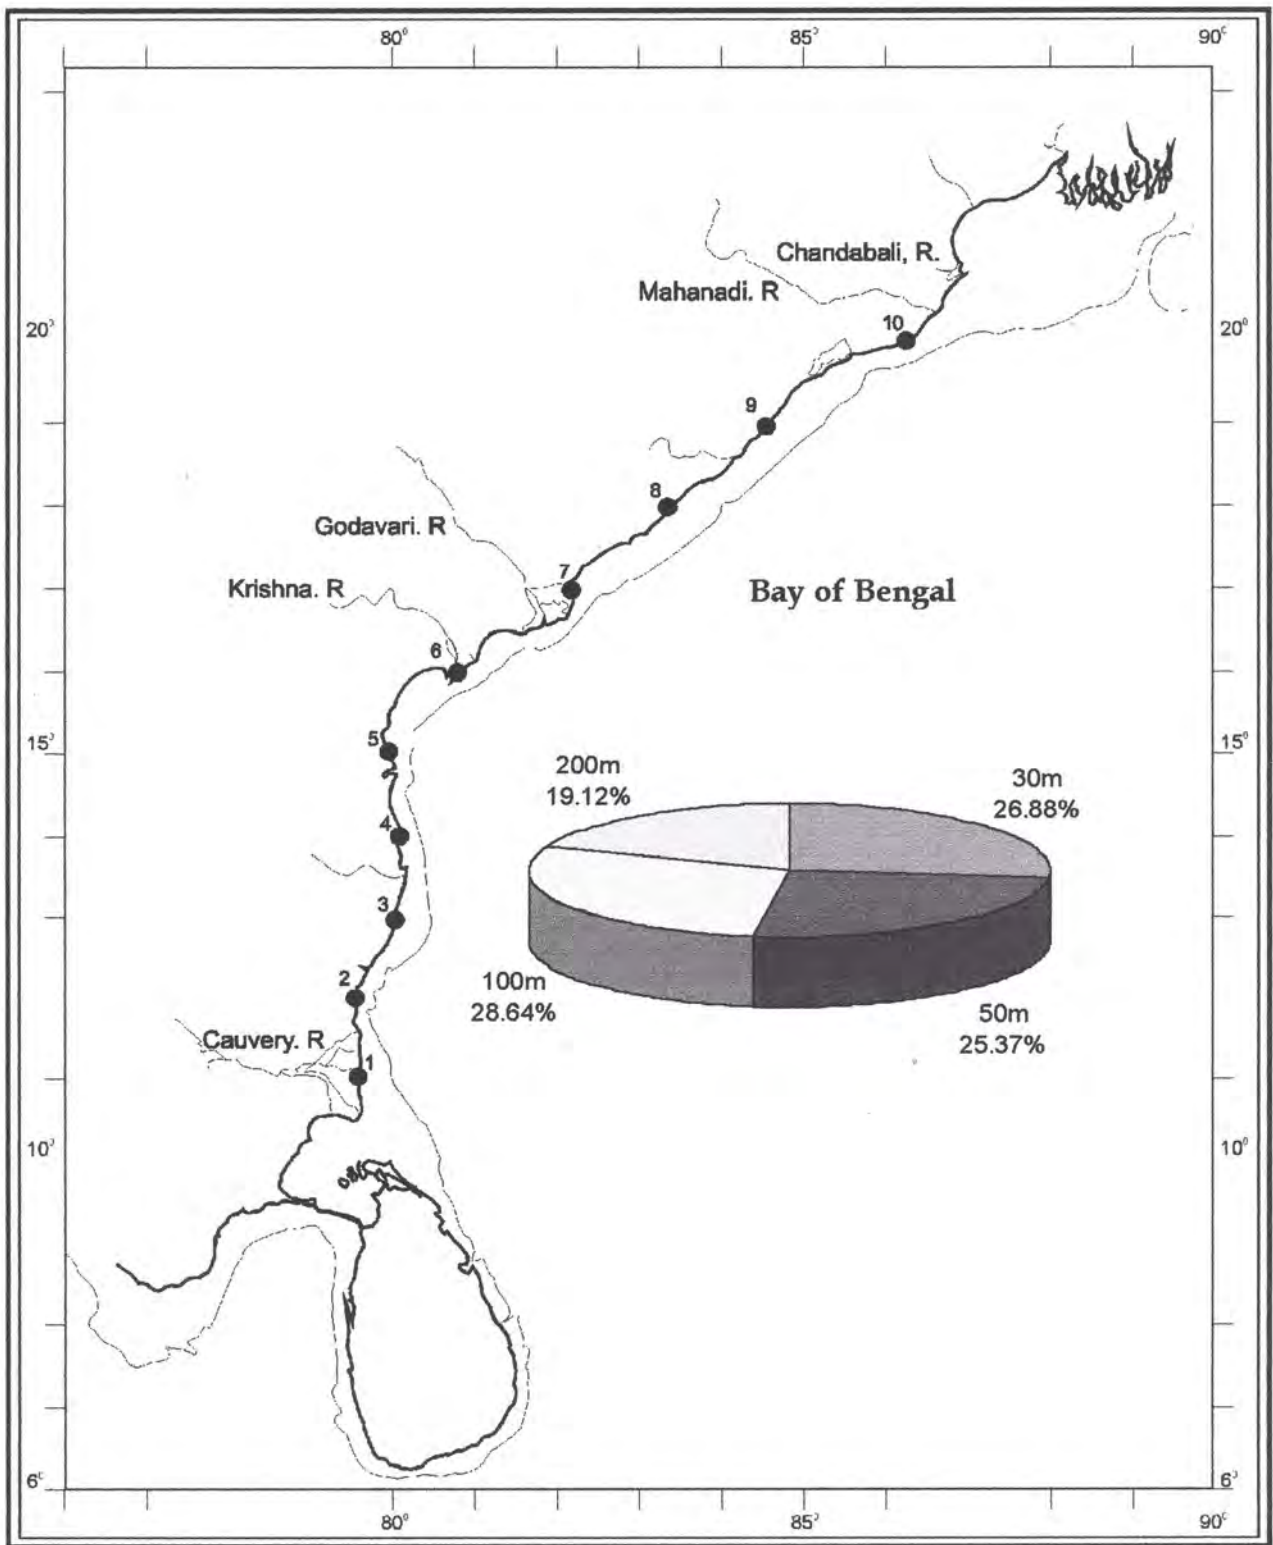 80° 85° 90°
Chandabali, R.
Mahanadi. R
20° 10 20°
9
8
Godavari. R
7
Krishna. R Bay of Bengal
6
5 15° 15°
200m 30m
19.12% 26.88%
4
3
2
100m
28.64%
50m
25.37%
Cauvery. R
1
10° 10°
6° 6°
80° 85° 90°